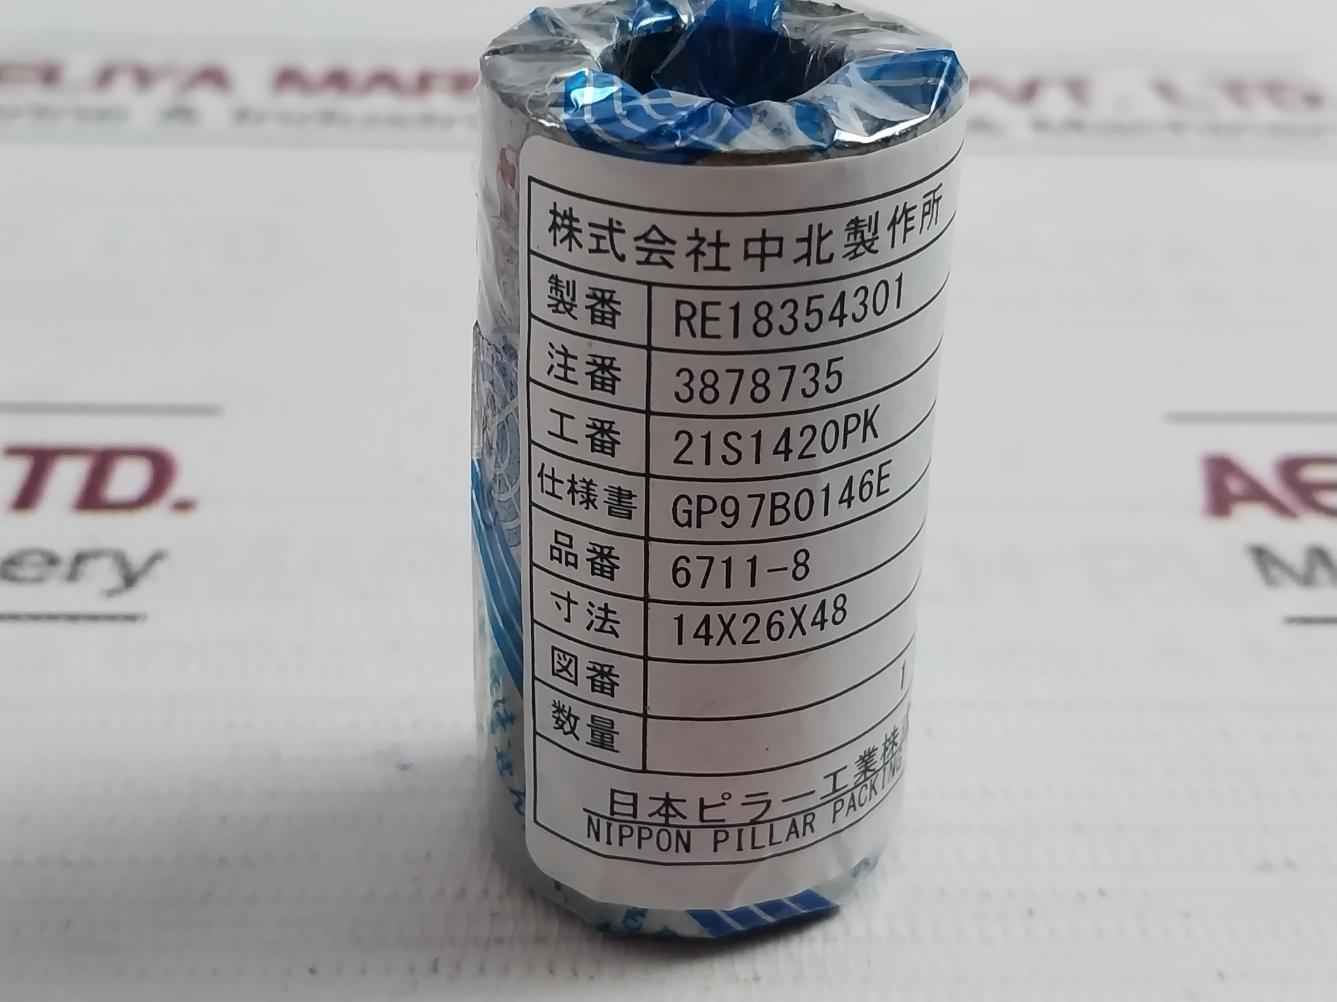 株式会社中北製作所
製番 RE18354301
注番 3878735
工番 21S1420PK
仕様書 GP97B0146E
品番 6711-8
寸法 14X26X48
図番
数量 1
日本ピラー工業株
NIPPON PILLAR PACKING
TD.
ery